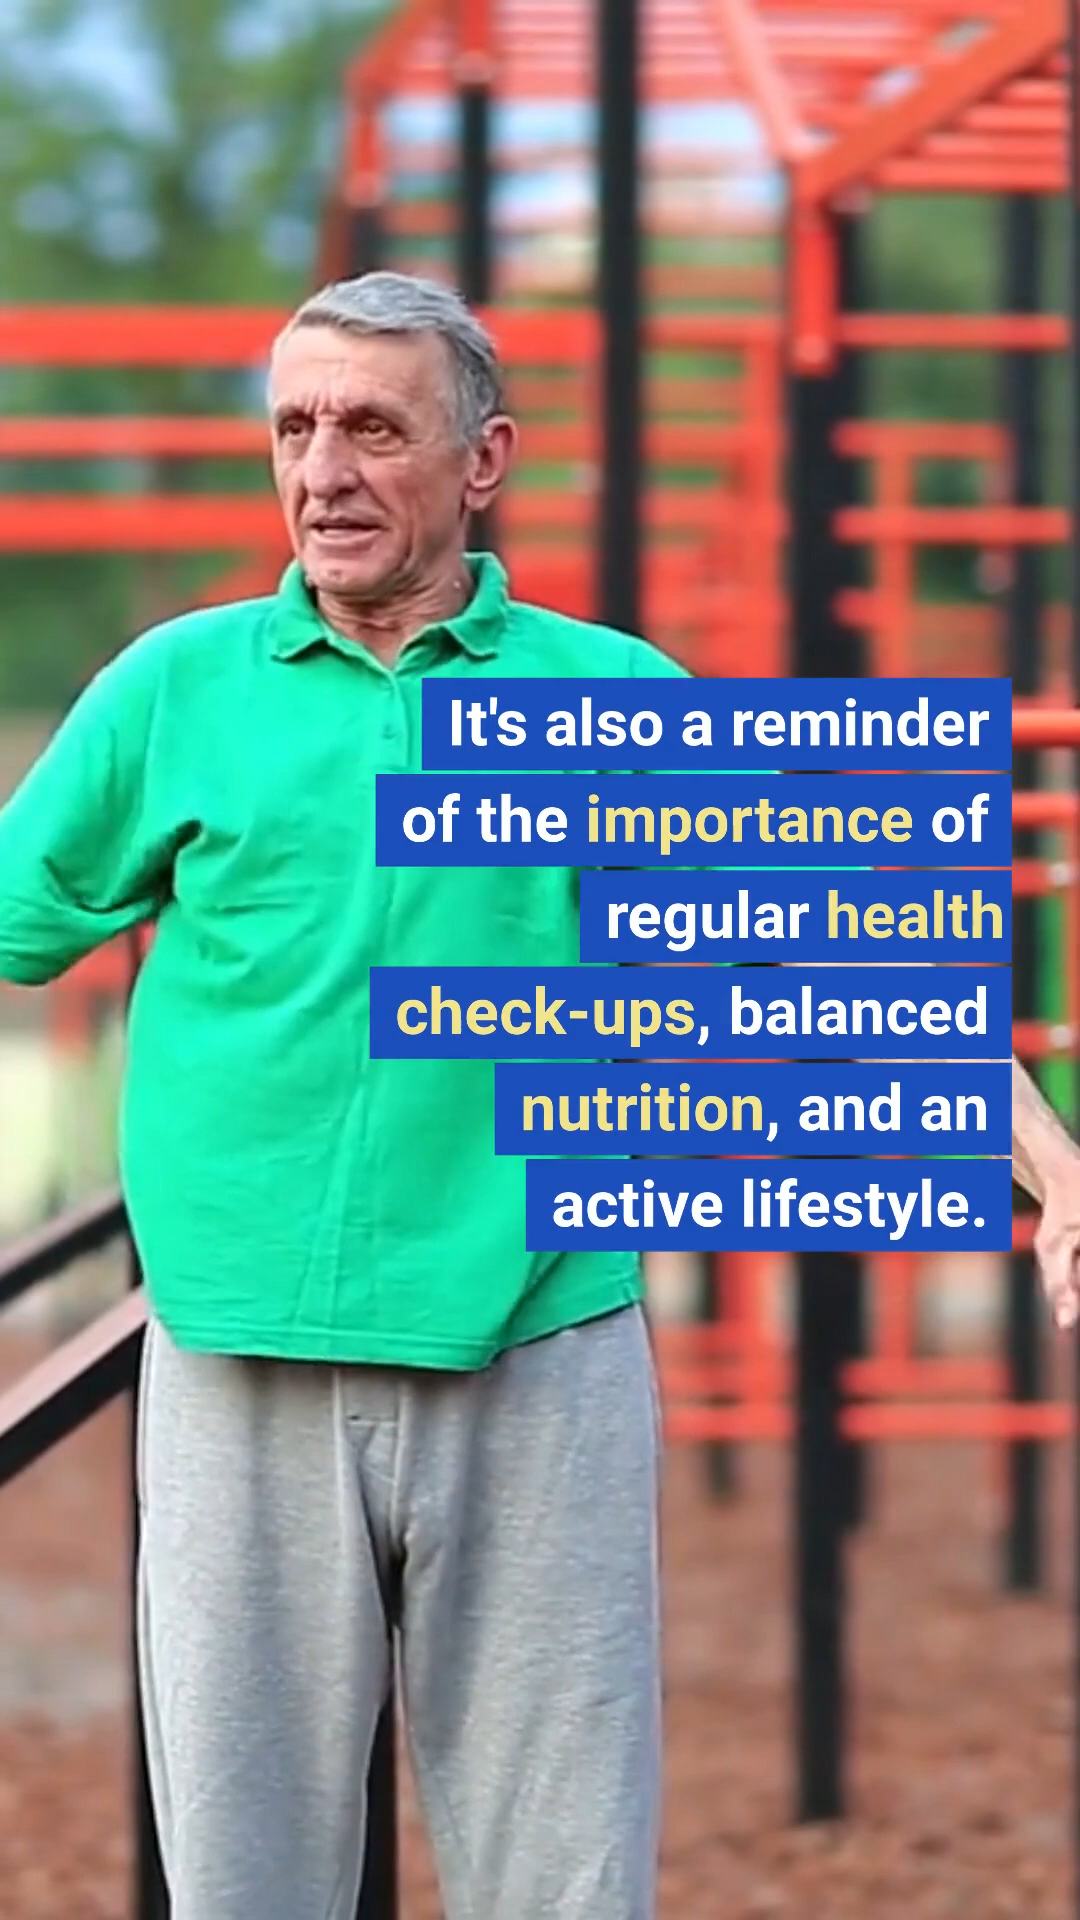 It's also a reminder
of the importance of
regular health
check-ups, balanced
nutrition, and an
active lifestyle.